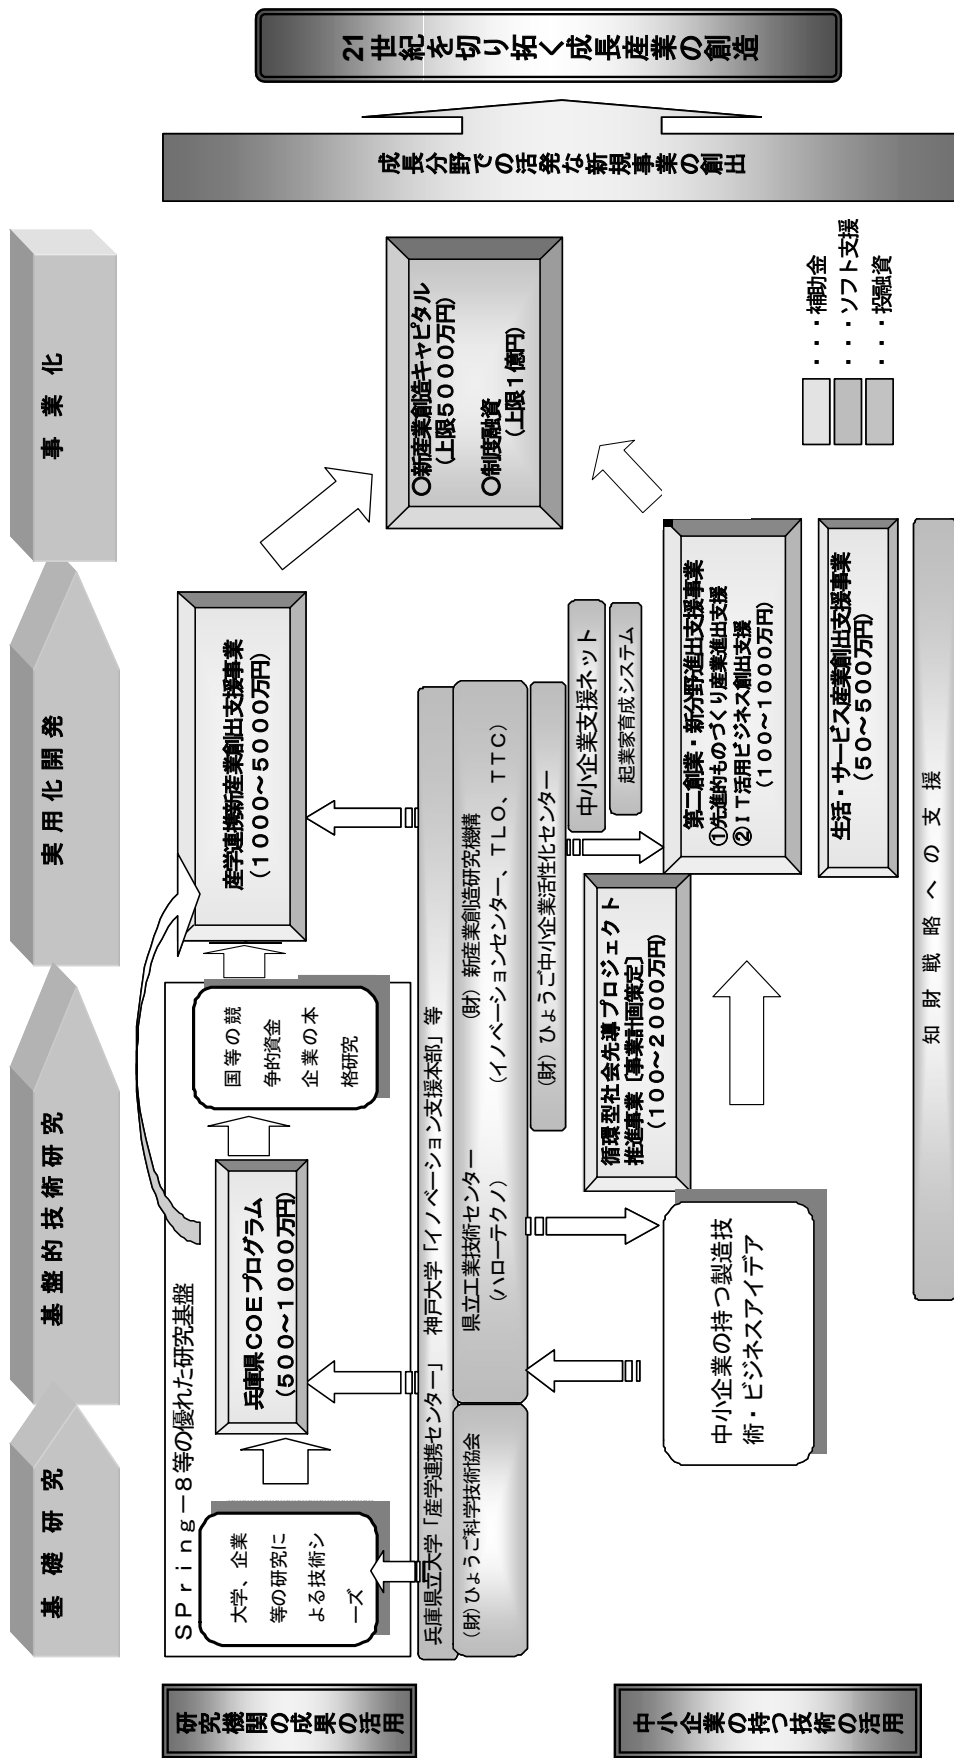 基礎研究
基盤的技術研究
実用化開発
事業化
研究機関の成果の活用
SPring－8等の優れた研究基盤
大学、企業
等の研究に
よる技術シ
ーズ
兵庫県COEプログラム
（500～1000万円）
国等の競
争的資金
企業の本
格研究
産学連携新産業創出支援事業
（1000～5000万円）
兵庫県立大学「産学連携センター」 神戸大学「イノベーション支援本部」等
(財)ひょうご科学技術協会
県立工業技術センター
（ハローテクノ）
(財）新産業創造研究機構
（イノベーションセンター、ＴＬＯ、ＴＴＣ）
(財）ひょうご中小企業活性化センター
中小企業支援ネット
起業家育成システム
○新産業創造キャピタル
（上限５０００万円）
○制度融資
（上限１億円）
中小企業の持つ技術の活用
中小企業の持つ製造技
術・ビジネスアイデア
循環型社会先導プロジェクト
推進事業［事業計画策定］
（100～2000万円）
第二創業・新分野進出支援事業
①先進的ものづくり産業進出支援
②ＩＴ活用ビジネス創出支援
（100～1000万円）
生活・サービス産業創出支援事業
（50～500万円）
知財戦略への支援
・・・補助金
・・・ソフト支援
・・・投融資
成長分野での活発な新規事業の創出
21世紀を切り拓く成長産業の創造